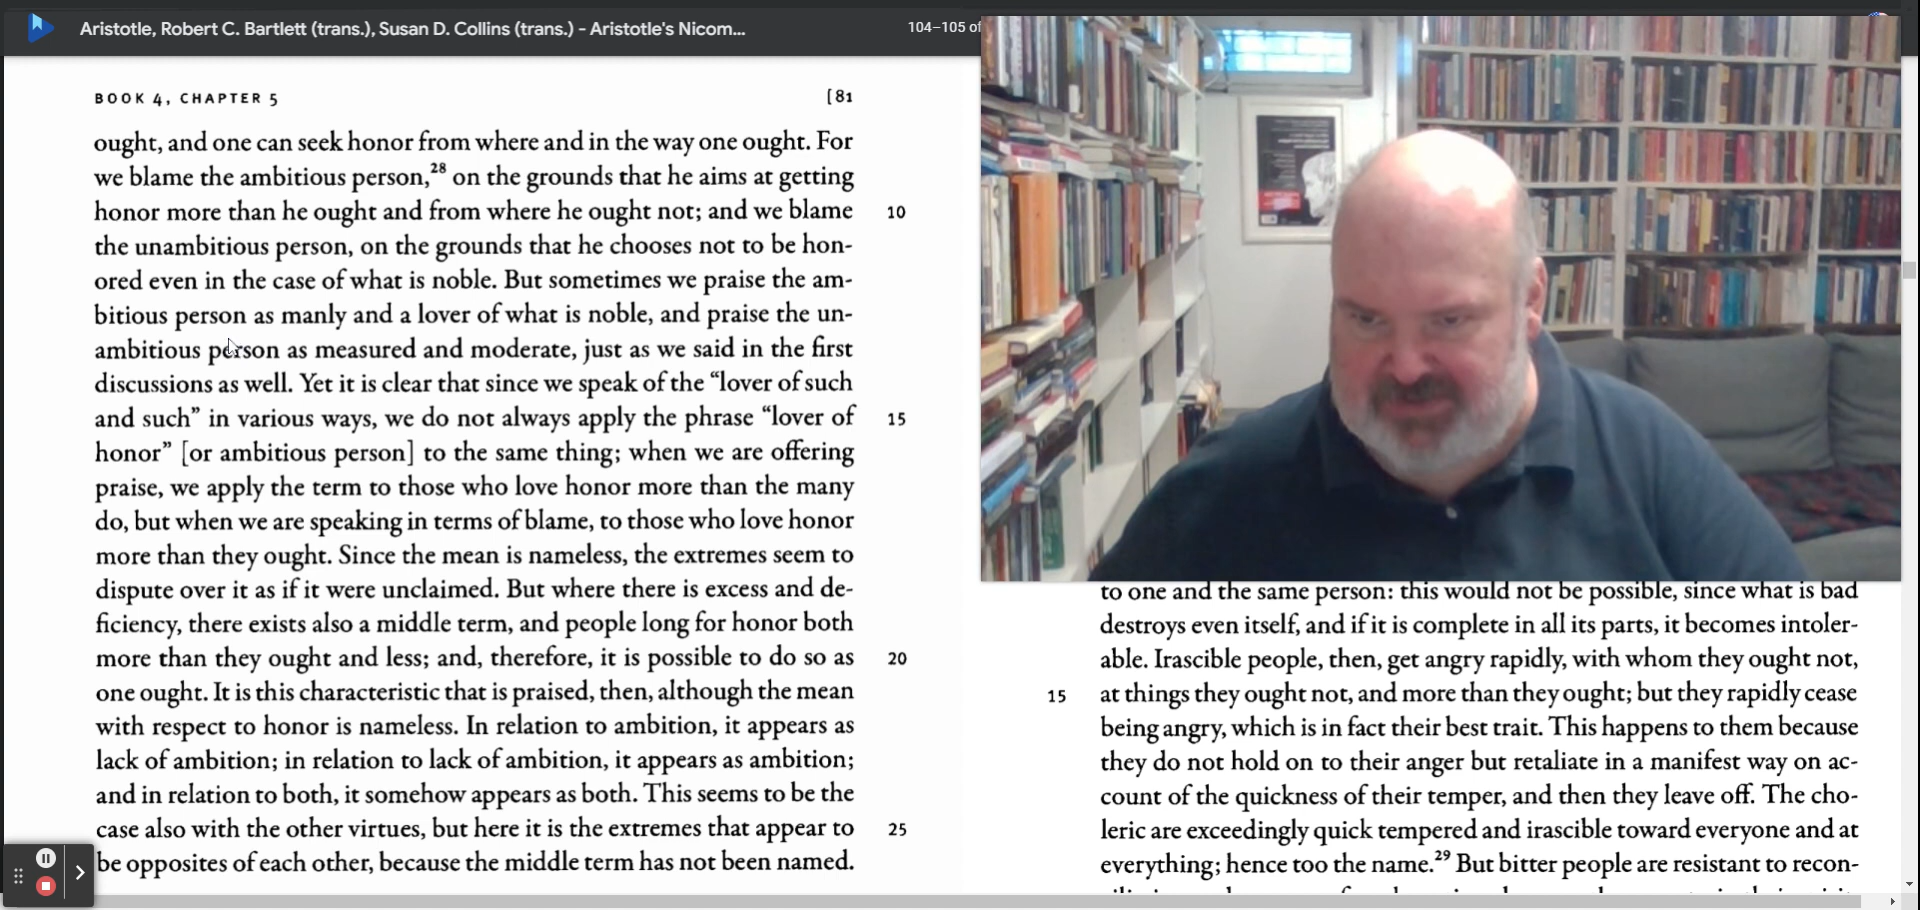 Aristotle, Robert C. Bartlett (trans.), Susan D. Collins (trans.) - Aristotle's Nicom...
104–105 of
BOOK 4, CHAPTER 5
[81
ought, and one can seek honor from where and in the way one ought. For
we blame the ambitious person,28 on the grounds that he aims at getting
honor more than he ought and from where he ought not; and we blame
10
the unambitious person, on the grounds that he chooses not to be hon-
ored even in the case of what is noble. But sometimes we praise the am-
bitious person as manly and a lover of what is noble, and praise the un-
ambitious person as measured and moderate, just as we said in the first
discussions as well. Yet it is clear that since we speak of the “lover of such
and such” in various ways, we do not always apply the phrase “lover of
15
honor” [or ambitious person] to the same thing; when we are offering
praise, we apply the term to those who love honor more than the many
do, but when we are speaking in terms of blame, to those who love honor
more than they ought. Since the mean is nameless, the extremes seem to
dispute over it as if it were unclaimed. But where there is excess and de-
ficiency, there exists also a middle term, and people long for honor both
more than they ought and less; and, therefore, it is possible to do so as
20
one ought. It is this characteristic that is praised, then, although the mean
with respect to honor is nameless. In relation to ambition, it appears as
lack of ambition; in relation to lack of ambition, it appears as ambition;
and in relation to both, it somehow appears as both. This seems to be the
case also with the other virtues, but here it is the extremes that appear to
25
be opposites of each other, because the middle term has not been named.
to one and the same person: this would not be possible, since what is bad
destroys even itself, and if it is complete in all its parts, it becomes intoler-
able. Irascible people, then, get angry rapidly, with whom they ought not,
15
at things they ought not, and more than they ought; but they rapidly cease
being angry, which is in fact their best trait. This happens to them because
they do not hold on to their anger but retaliate in a manifest way on ac-
count of the quickness of their temper, and then they leave off. The cho-
leric are exceedingly quick tempered and irascible toward everyone and at
everything; hence too the name.29 But bitter people are resistant to recon-